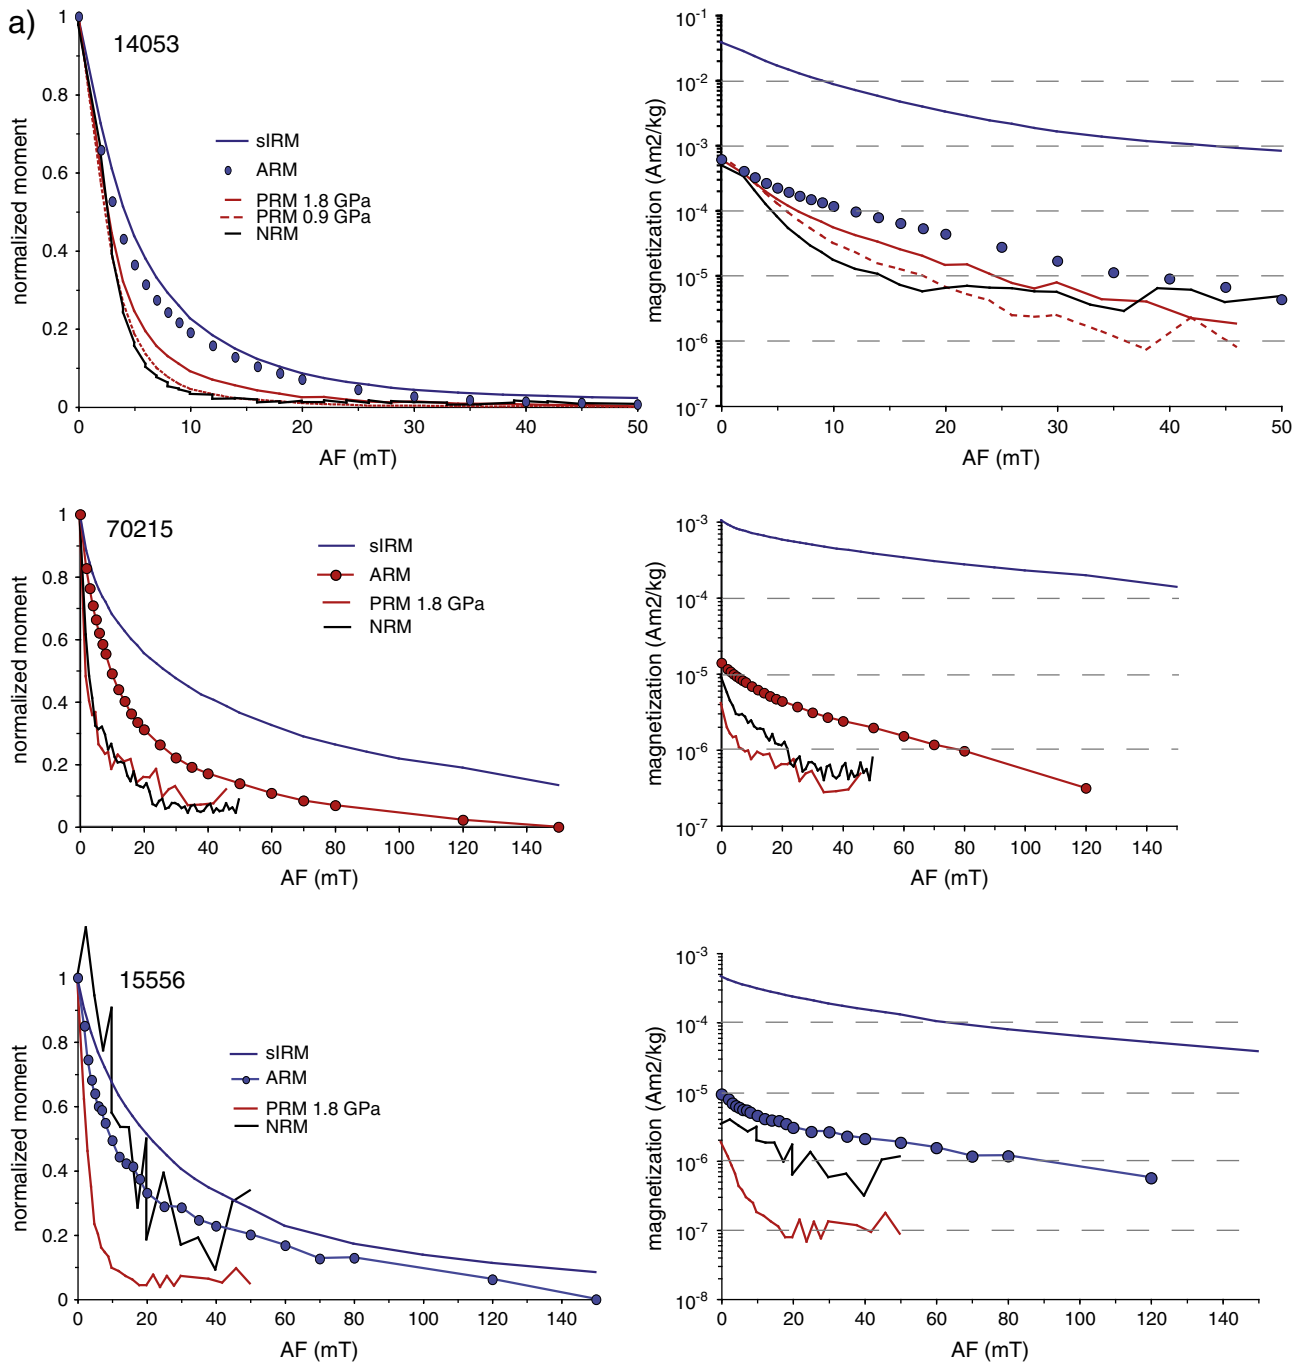 a)
14053
normalized moment
1
0.8
0.6
0.4
0.2
0
sIRM
ARM
PRM 1.8 GPa
PRM 0.9 GPa
NRM
0 10 20 30 40 50
AF (mT)
magnetization (Am2/kg)
10-1
10-2
10-3
10-4
10-5
10-6
10-7
0 10 20 30 40 50
AF (mT)
70215
normalized moment
1
0.8
0.6
0.4
0.2
0
sIRM
ARM
PRM 1.8 GPa
NRM
0 20 40 60 80 100 120 140
AF (mT)
magnetization (Am2/kg)
10-3
10-4
10-5
10-6
10-7
0 20 40 60 80 100 120 140
AF (mT)
15556
normalized moment
1
0.8
0.6
0.4
0.2
0
sIRM
ARM
PRM 1.8 GPa
NRM
0 20 40 60 80 100 120 140
AF (mT)
magnetization (Am2/kg)
10-3
10-4
10-5
10-6
10-7
10-8
0 20 40 60 80 100 120 140
AF (mT)